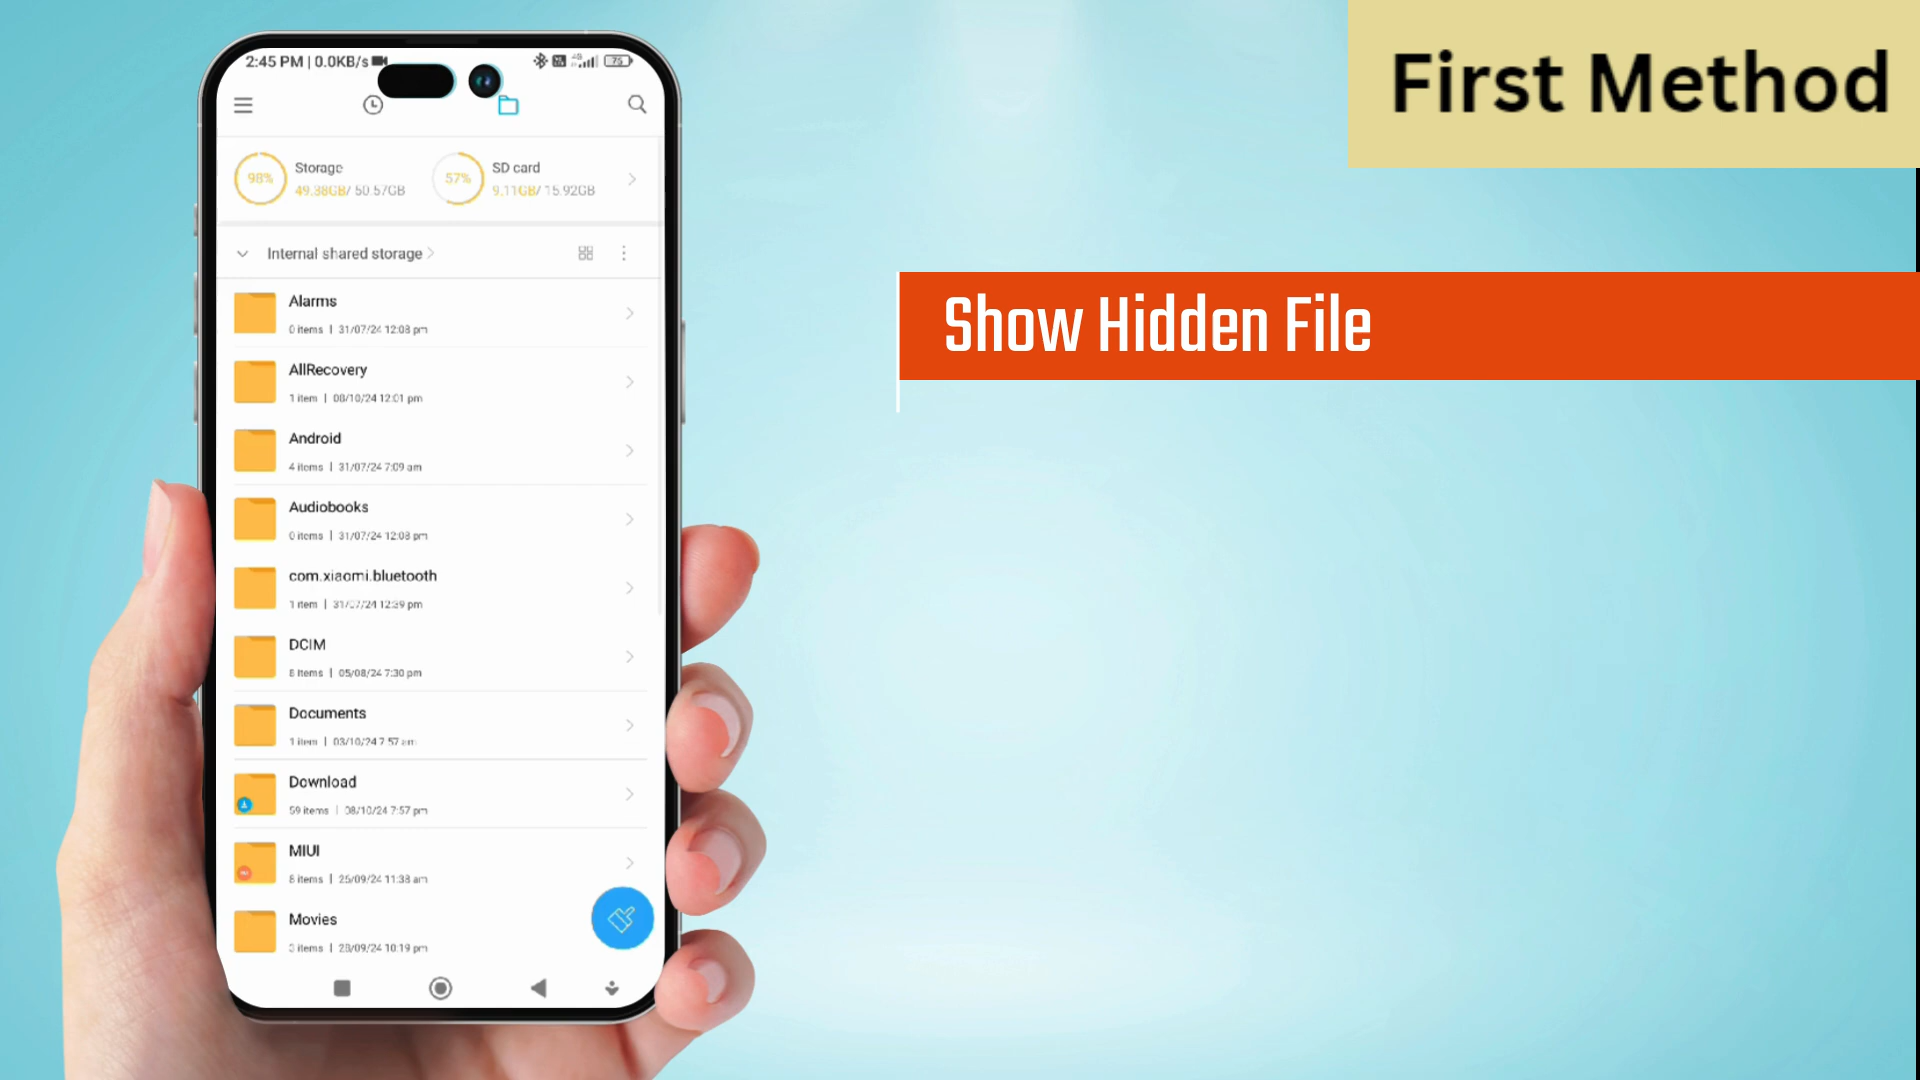 First Method
2:45 PM | 0.0KB/s
75
98%
Storage
49.38GB/ 50.57GB
57%
SD card
9.11GB/ 15.92GB
Internal shared storage
Show Hidden File
Alarms
0 items | 31/07/24 12:08 pm
AllRecovery
1 item | 08/10/24 12:01 pm
Android
4 items | 31/07/24 7:09 am
Audiobooks
0 items | 31/07/24 12:08 pm
com.xiaomi.bluetooth
1 item | 31/07/24 12:39 pm
DCIM
8 items | 05/08/24 7:30 pm
Documents
1 item | 03/10/24 7:57 am
Download
59 items | 08/10/24 7:57 pm
MIUI
8 items | 25/09/24 11:38 am
Movies
3 items | 28/09/24 10:19 pm